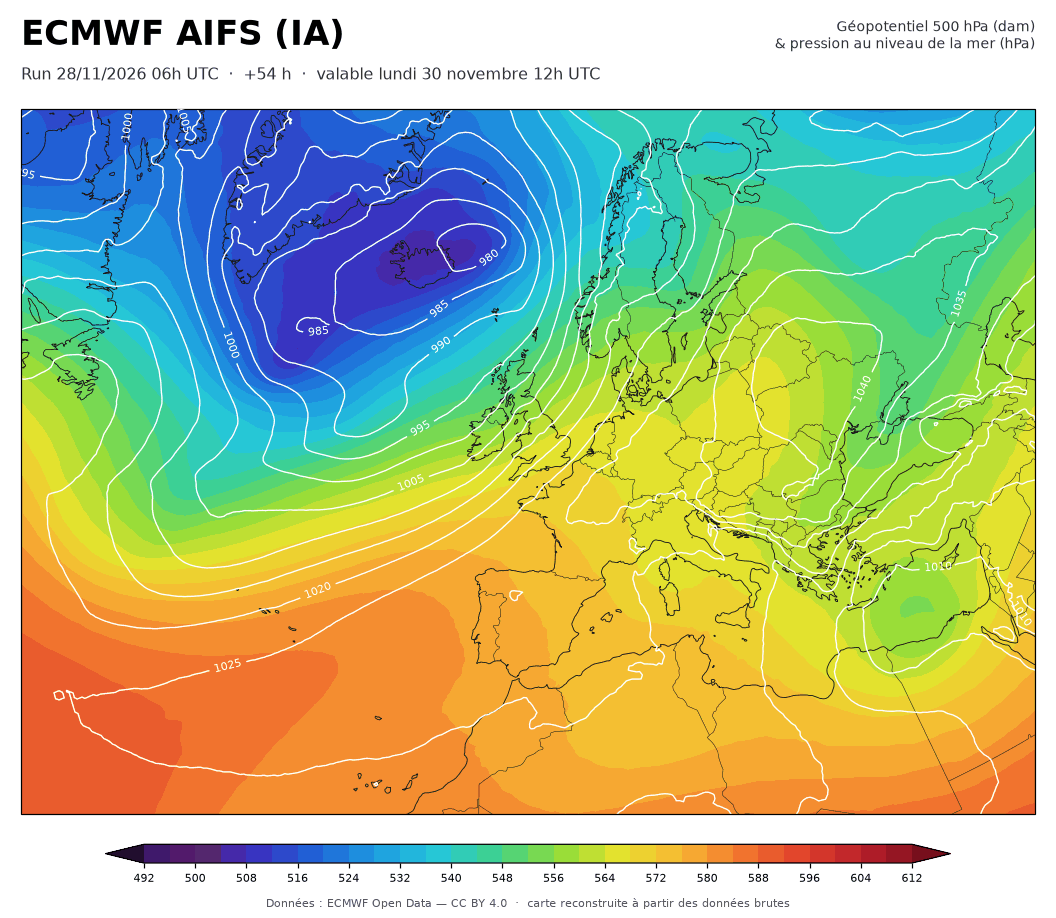 ECMWF AIFS (IA)
Géopotentiel 500 hPa (dam)
& pression au niveau de la mer (hPa)
Run 28/11/2026 06h UTC · +54 h · valable lundi 30 novembre 12h UTC
1000
1005
95
980
985
985
990
1000
995
1005
1035
1040
1010
1010
1020
1025
492 500 508 516 524 532 540 548 556 564 572 580 588 596 604 612
Données : ECMWF Open Data — CC BY 4.0 · carte reconstruite à partir des données brutes